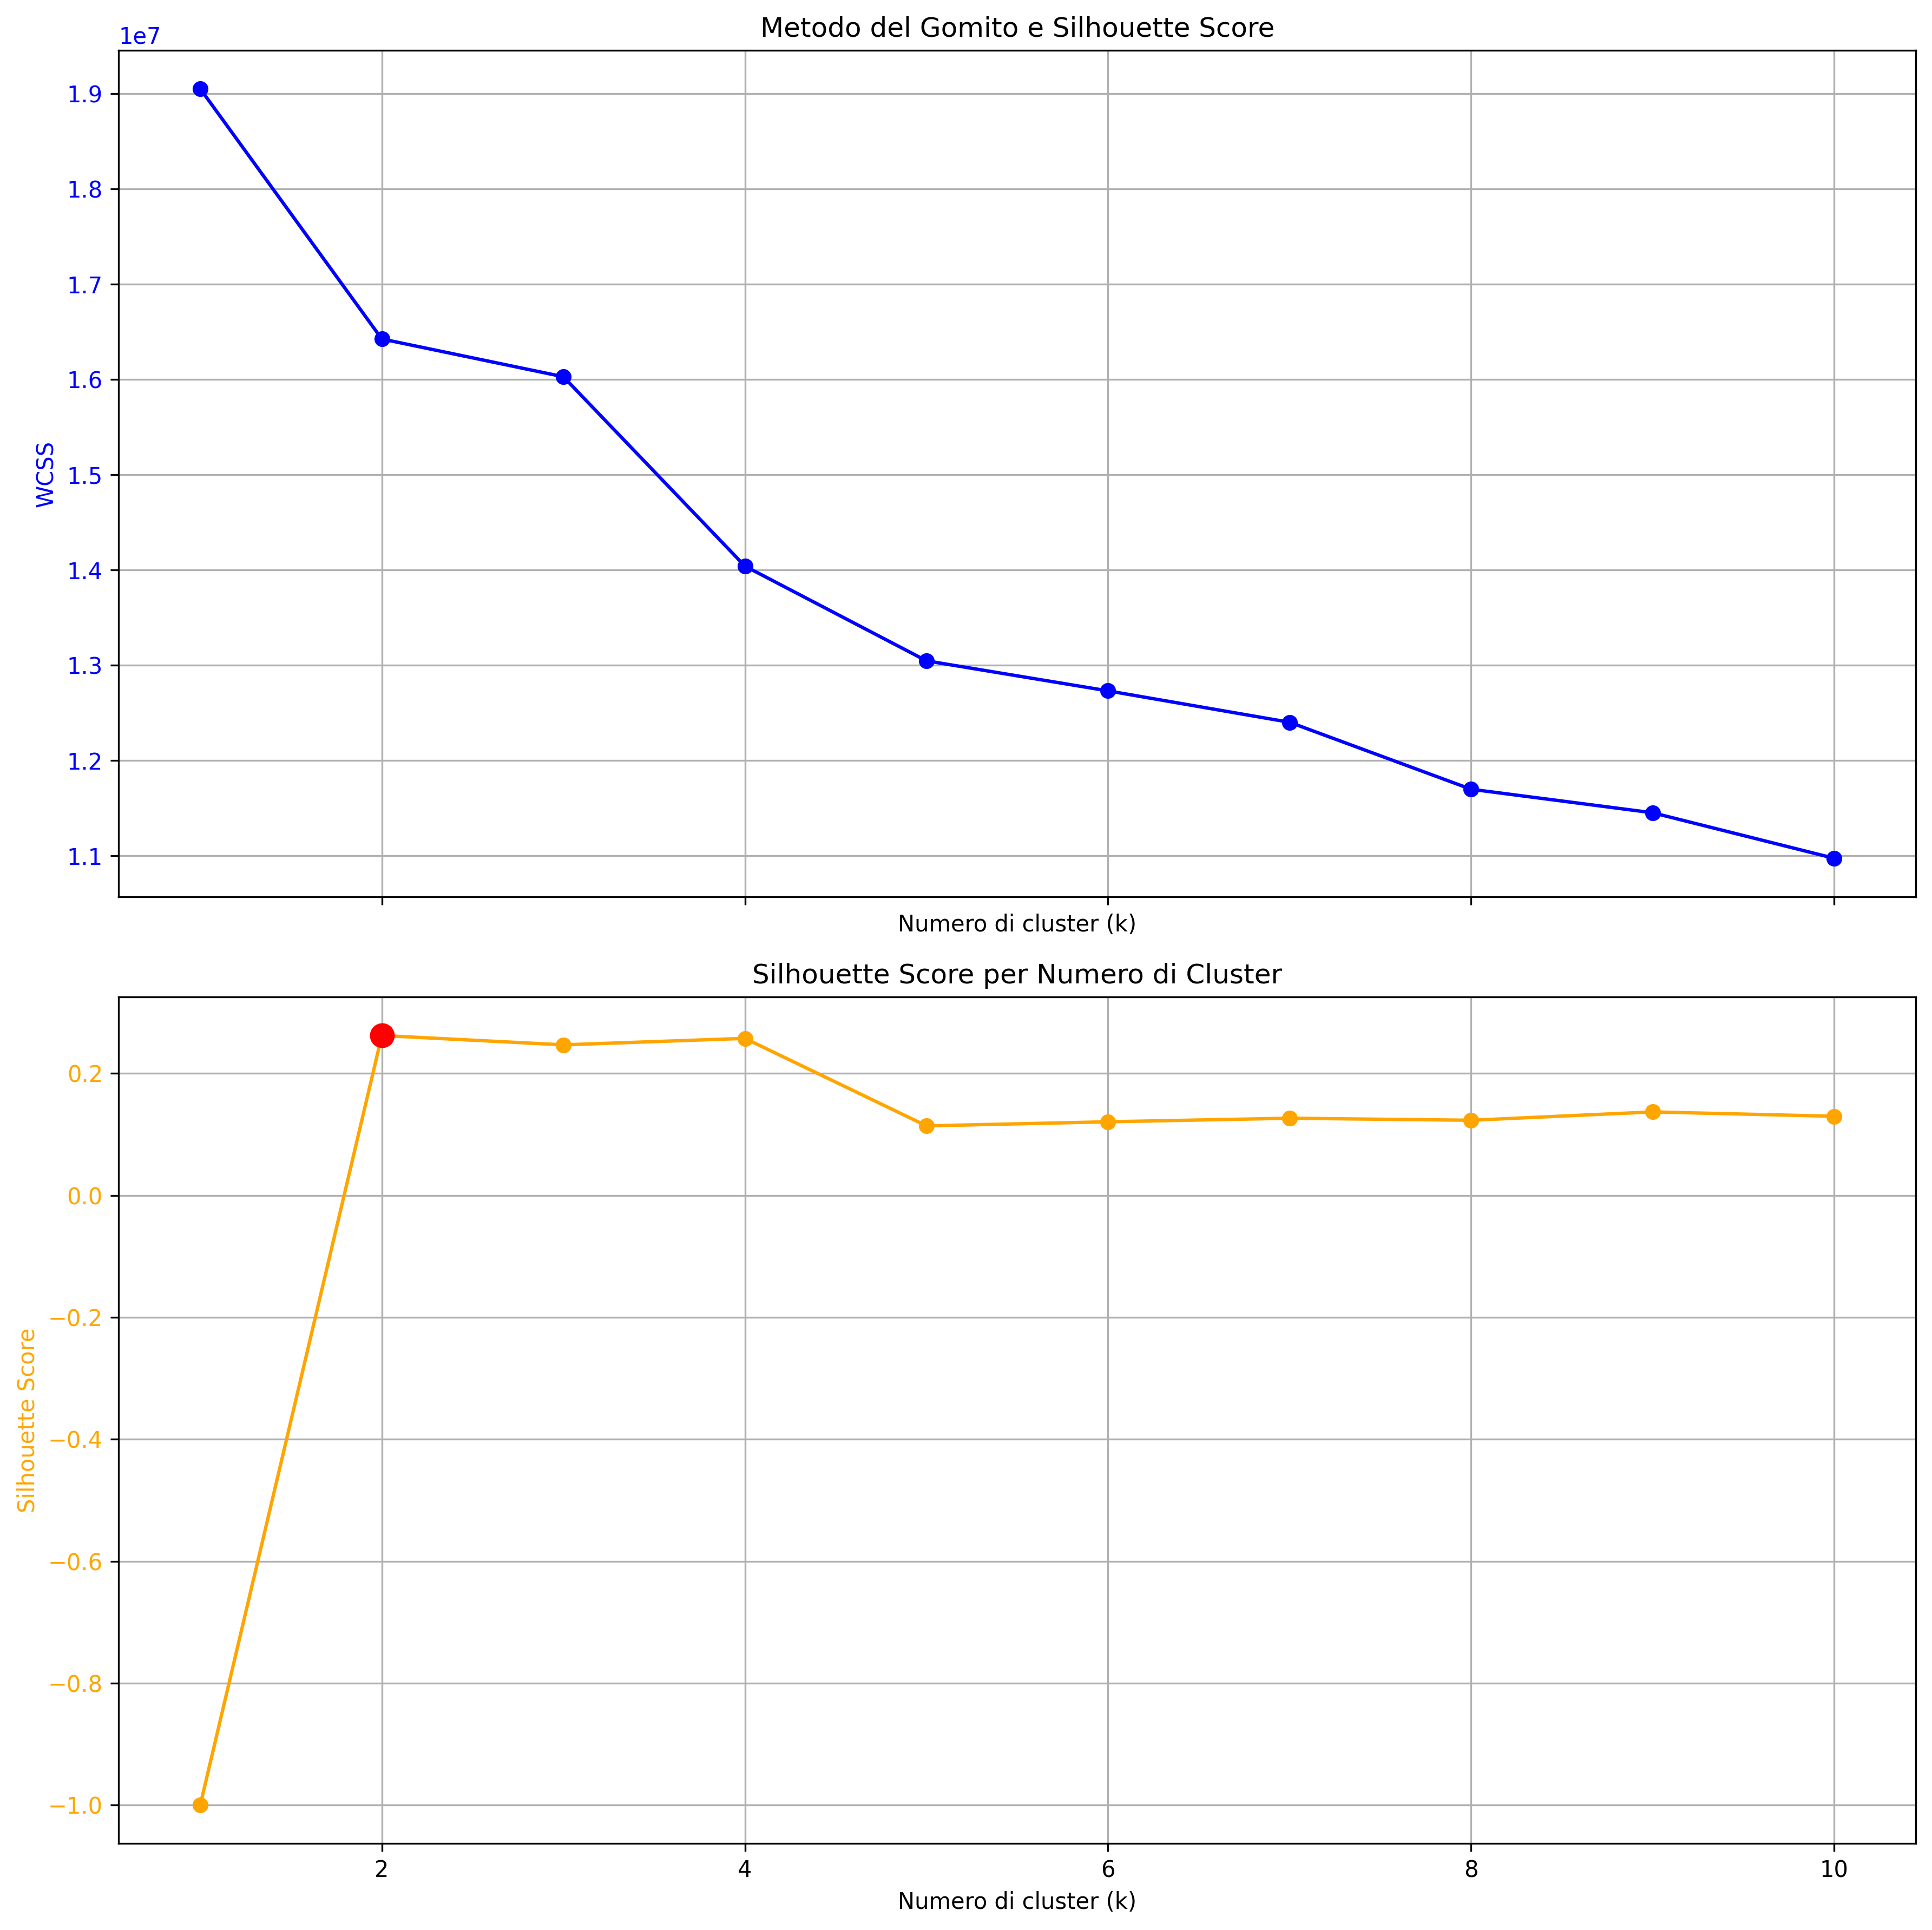 Metodo del Gomito e Silhouette Score
1e7
1.9
1.8
1.7
1.6
1.5
1.4
1.3
1.2
1.1
WCSS
Numero di cluster (k)
Silhouette Score per Numero di Cluster
0.2
0.0
−0.2
−0.4
−0.6
−0.8
−1.0
Silhouette Score
2 4 6 8 10
Numero di cluster (k)